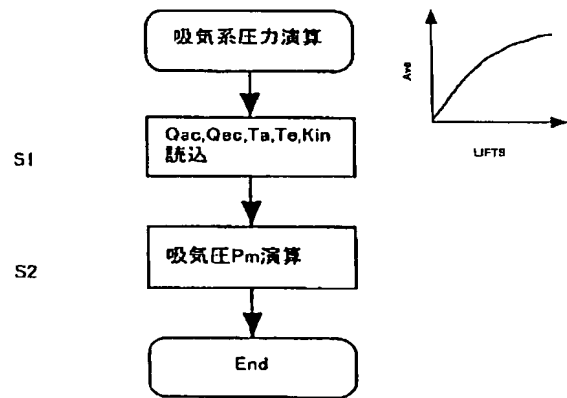 吸気系圧力演算
S1
Qac,Qec,Ta,Te,Kin
読込
S2
吸気圧Pm演算
End
LIFTS